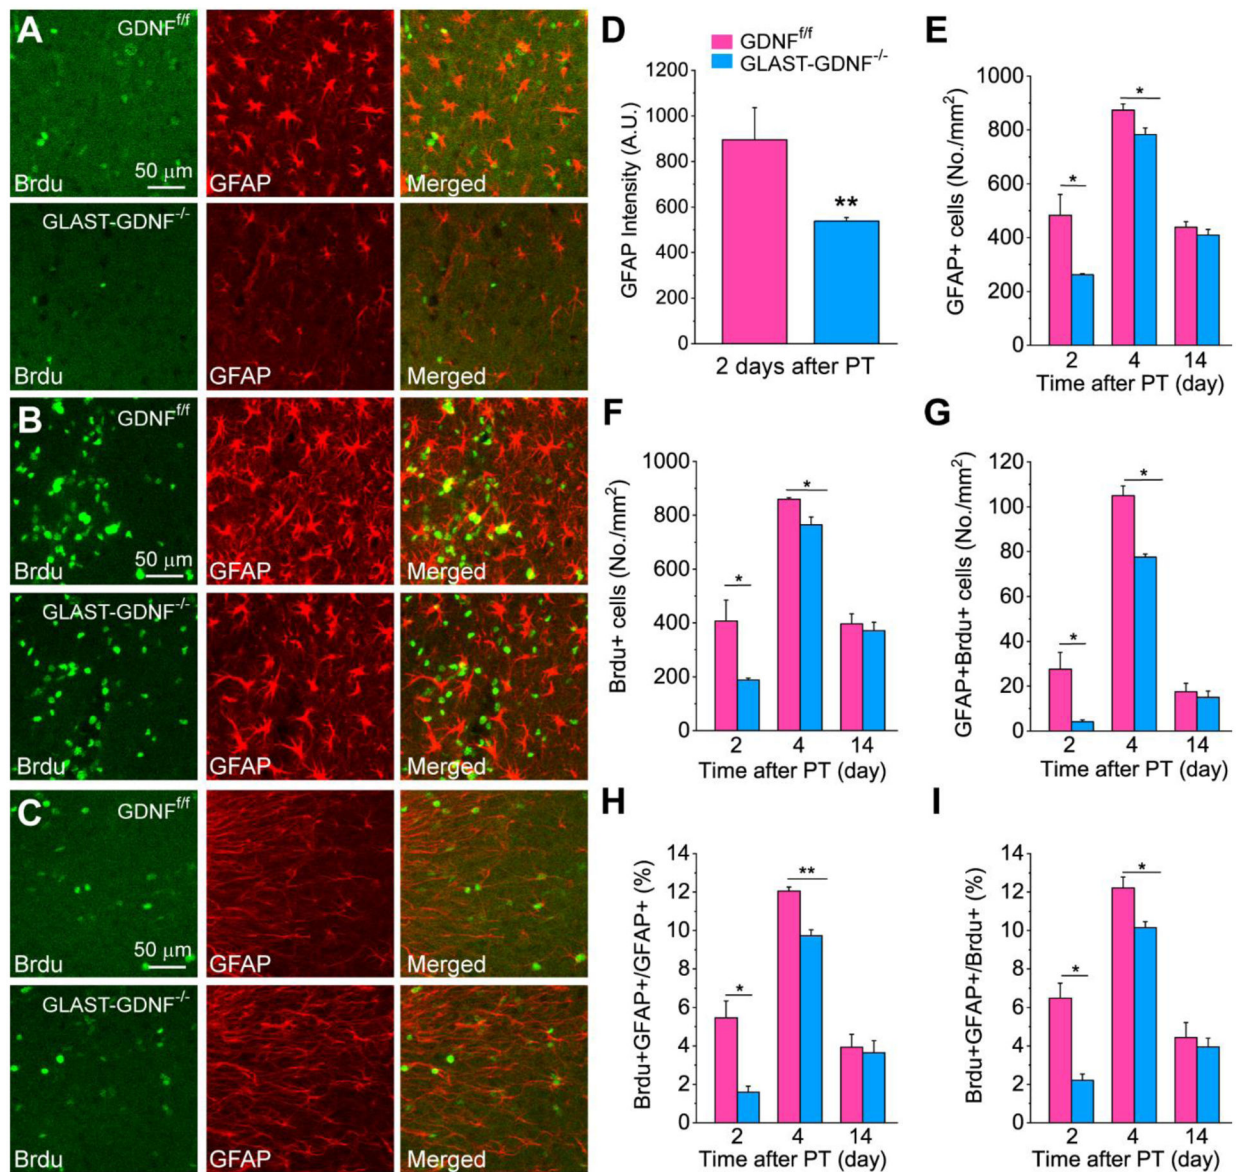 A
GDNF^f/f
Brdu
50 μm
GFAP
Merged
GLAST-GDNF^-/-
Brdu
GFAP
Merged
B
GDNF^f/f
Brdu
50 μm
GFAP
Merged
GLAST-GDNF^-/-
Brdu
GFAP
Merged
C
GDNF^f/f
Brdu
50 μm
GFAP
Merged
GLAST-GDNF^-/-
Brdu
GFAP
Merged
D
GDNF^f/f
GLAST-GDNF^-/-
GFAP Intensity (A.U.)
1200
1000
800
600
400
200
0
**
2 days after PT
E
GFAP+ cells (No./mm²)
1000
800
600
400
200
0
*
*
2 4 14
Time after PT (day)
F
Brdu+ cells (No./mm²)
1000
800
600
400
200
0
*
*
2 4 14
Time after PT (day)
G
GFAP+Brdu+ cells (No./mm²)
120
100
80
60
40
20
0
*
*
2 4 14
Time after PT (day)
H
Brdu+GFAP+/GFAP+ (%)
14
12
10
8
6
4
2
0
*
**
2 4 14
Time after PT (day)
I
Brdu+GFAP+/Brdu+ (%)
14
12
10
8
6
4
2
0
*
*
2 4 14
Time after PT (day)